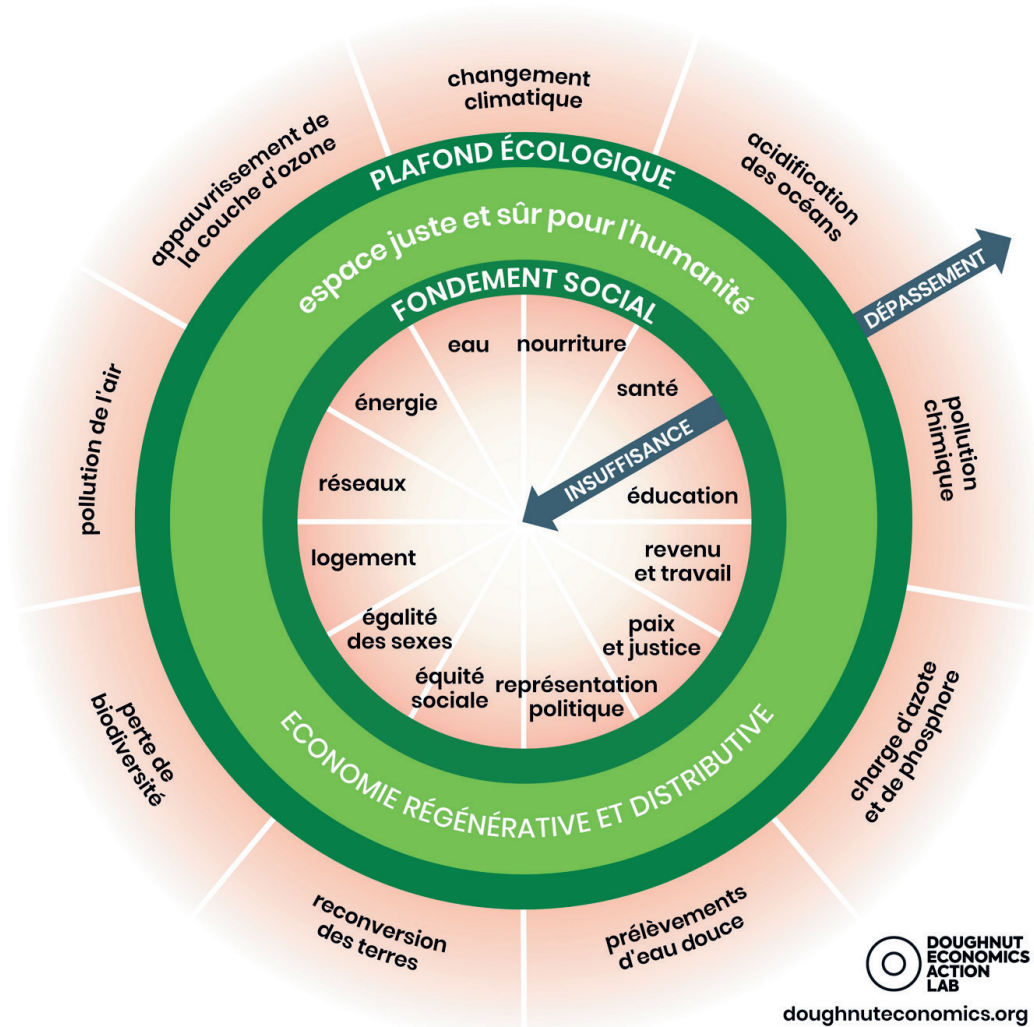 changement
climatique
acidification
des océans
DÉPASSEMENT
pollution
chimique
charge d'azote
et de phosphore
prélèvements
d'eau douce
reconversion
des terres
perte de
biodiversité
pollution de l'air
appauvrissement de
la couche d'ozone
PLAFOND ÉCOLOGIQUE
espace juste et sûr pour l'humanité
FONDEMENT SOCIAL
eau
nourriture
santé
INSUFFISANCE
éducation
revenu
et travail
paix
et justice
représentation
politique
équité
sociale
égalité
des sexes
logement
réseaux
énergie
ECONOMIE RÉGÉNÉRATIVE ET DISTRIBUTIVE
DOUGHNUT
ECONOMICS
ACTION
LAB
doughnuteconomics.org